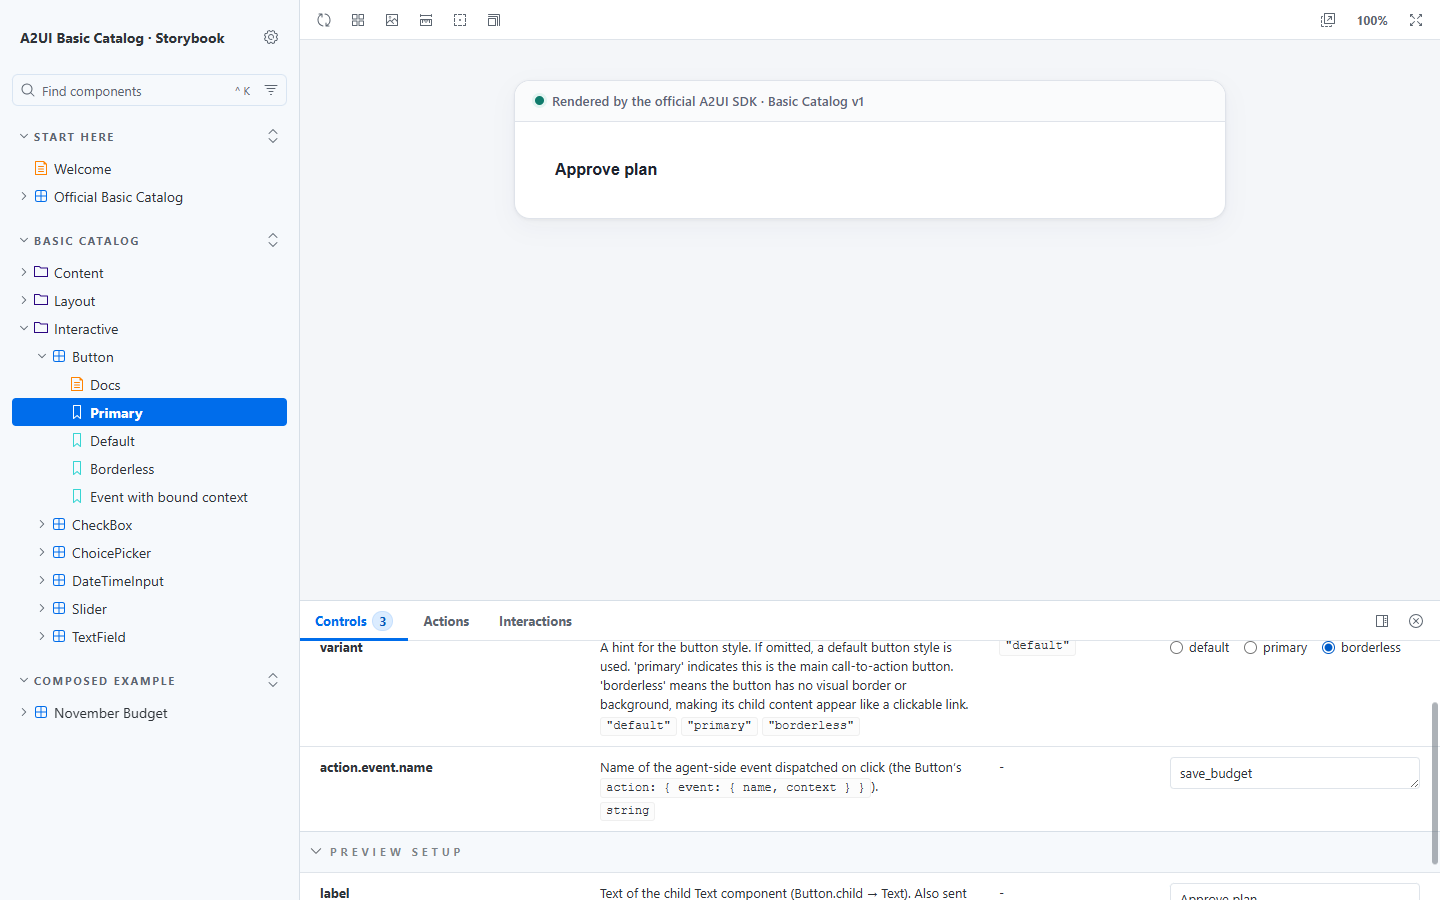 A2UI Basic Catalog · Storybook
Find components
^ K
START HERE
Welcome
Official Basic Catalog
BASIC CATALOG
Content
Layout
Interactive
Button
Docs
Primary
Default
Borderless
Event with bound context
CheckBox
ChoicePicker
DateTimeInput
Slider
TextField
COMPOSED EXAMPLE
November Budget
100%
Rendered by the official A2UI SDK · Basic Catalog v1
Approve plan
Controls 3 Actions Interactions
variant
A hint for the button style. If omitted, a default button style is
used. 'primary' indicates this is the main call-to-action button.
'borderless' means the button has no visual border or
background, making its child content appear like a clickable link.
"default" "primary" "borderless"
"default"
default primary borderless
action.event.name
Name of the agent-side event dispatched on click (the Button's
action: { event: { name, context } } ).
string
-
save_budget
PREVIEW SETUP
label
Text of the child Text component (Button.child → Text). Also sent
-
Approve plan